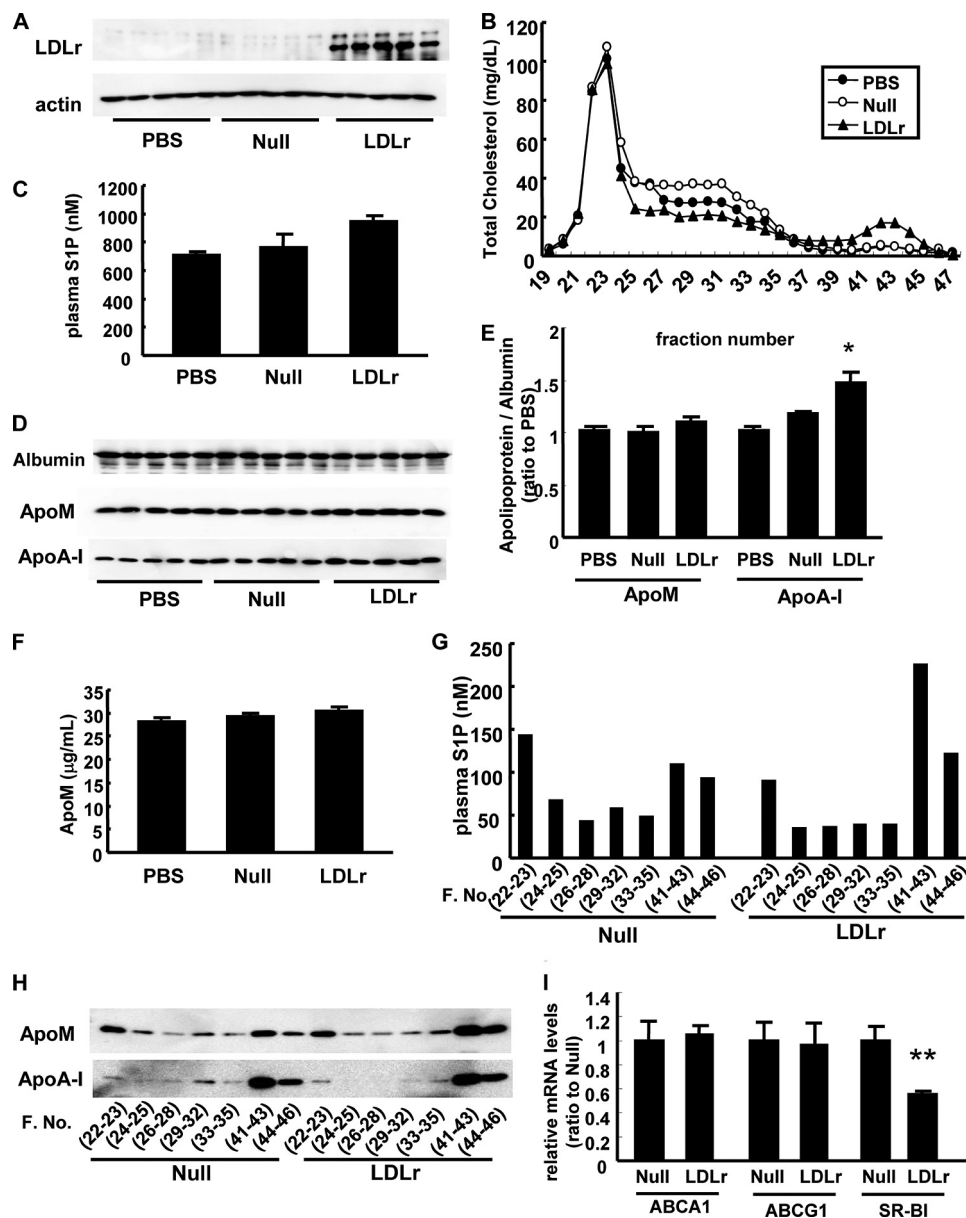 A
LDLr
actin
PBS Null LDLr
B
Total Cholesterol (mg/dL)
120
100
80
60
40
20
0
PBS
Null
LDLr
19 21 23 25 27 29 31 33 35 37 39 41 43 45 47
fraction number
C
plasma S1P (nM)
1200
1000
800
600
400
200
0
PBS Null LDLr
D
Albumin
ApoM
ApoA-I
PBS Null LDLr
E
Apolipoprotein / Albumin
(ratio to PBS)
2
1.5
1
0.5
0
*
PBS Null LDLr PBS Null LDLr
ApoM ApoA-I
F
ApoM (µg/mL)
35
30
25
20
15
10
5
0
PBS Null LDLr
G
plasma S1P (nM)
250
200
150
100
50
0
F. No. (22-23) (24-25) (26-28) (29-32) (33-35) (41-43) (44-46) (22-23) (24-25) (26-28) (29-32) (33-35) (41-43) (44-46)
Null LDLr
H
ApoM
ApoA-I
F. No. (22-23) (24-25) (26-28) (29-32) (33-35) (41-43) (44-46) (22-23) (24-25) (26-28) (29-32) (33-35) (41-43) (44-46)
Null LDLr
I
relative mRNA levels
(ratio to Null)
1.4
1.2
1
0.8
0.6
0.4
0.2
0
**
Null LDLr Null LDLr Null LDLr
ABCA1 ABCG1 SR-BI